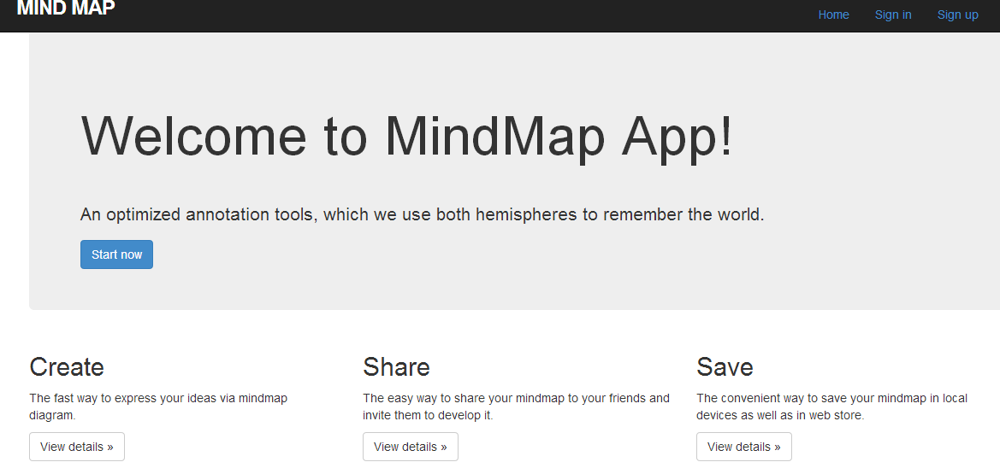 MIND MAP
Home Sign in Sign up
Welcome to MindMap App!
An optimized annotation tools, which we use both hemispheres to remember the world.
Start now
Create
The fast way to express your ideas via mindmap
diagram.
View details »
Share
The easy way to share your mindmap to your friends and
invite them to develop it.
View details »
Save
The convenient way to save your mindmap in local
devices as well as in web store.
View details »